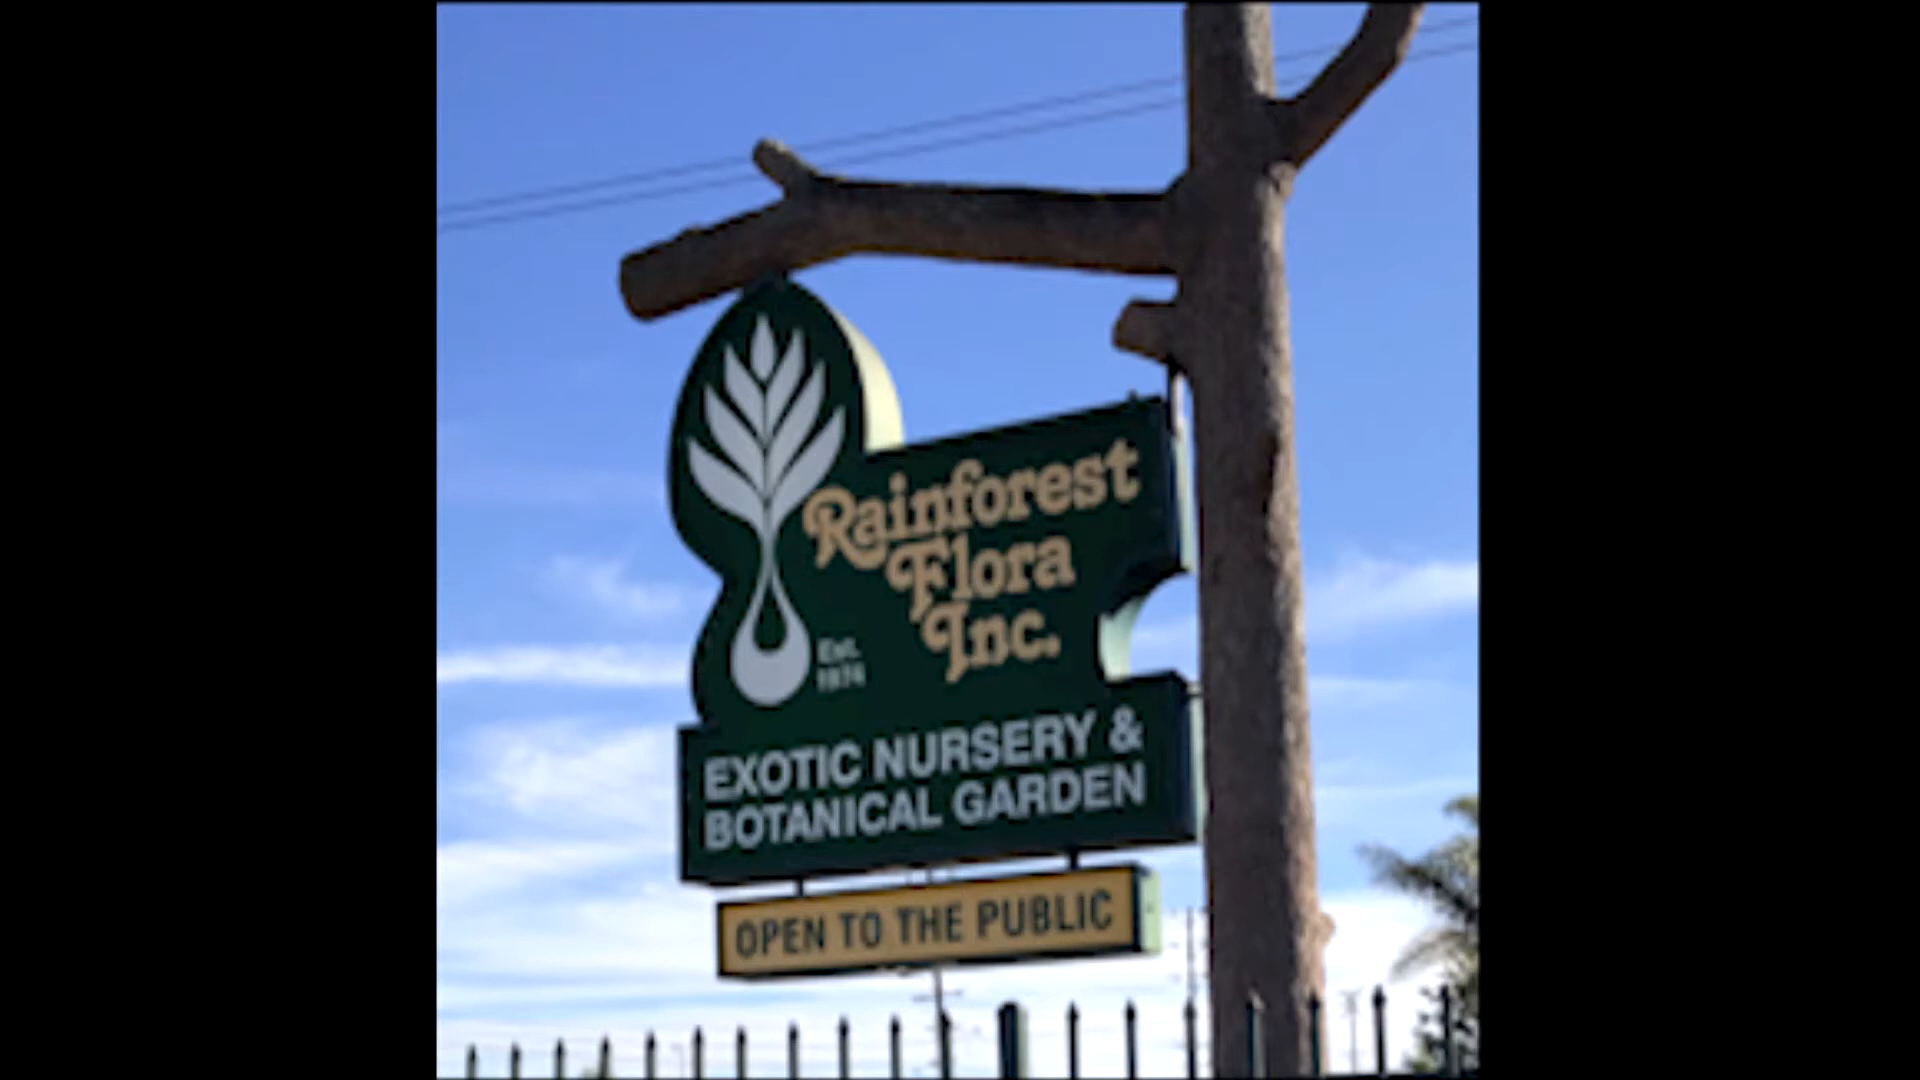 Rainforest
Flora
Inc.
Est.
1974
EXOTIC NURSERY &
BOTANICAL GARDEN
OPEN TO THE PUBLIC